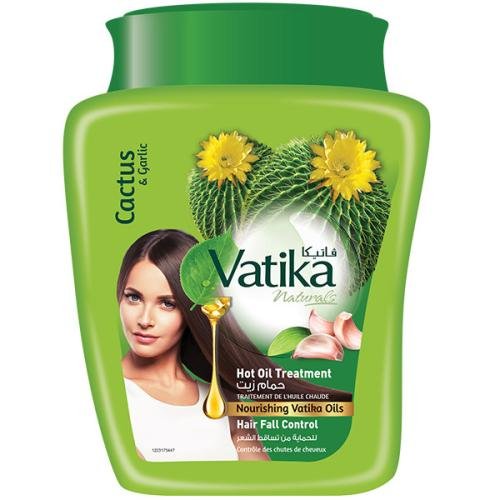 Cactus
& Garlic
ڤاتيكا
Vatika
Naturals
Hot Oil Treatment
حمام زيت
TRAITEMENT DE L'HUILE CHAUDE
Nourishing Vatika Oils
Hair Fall Control
للحماية من تساقط الشعر
Contrôle des chutes de cheveux